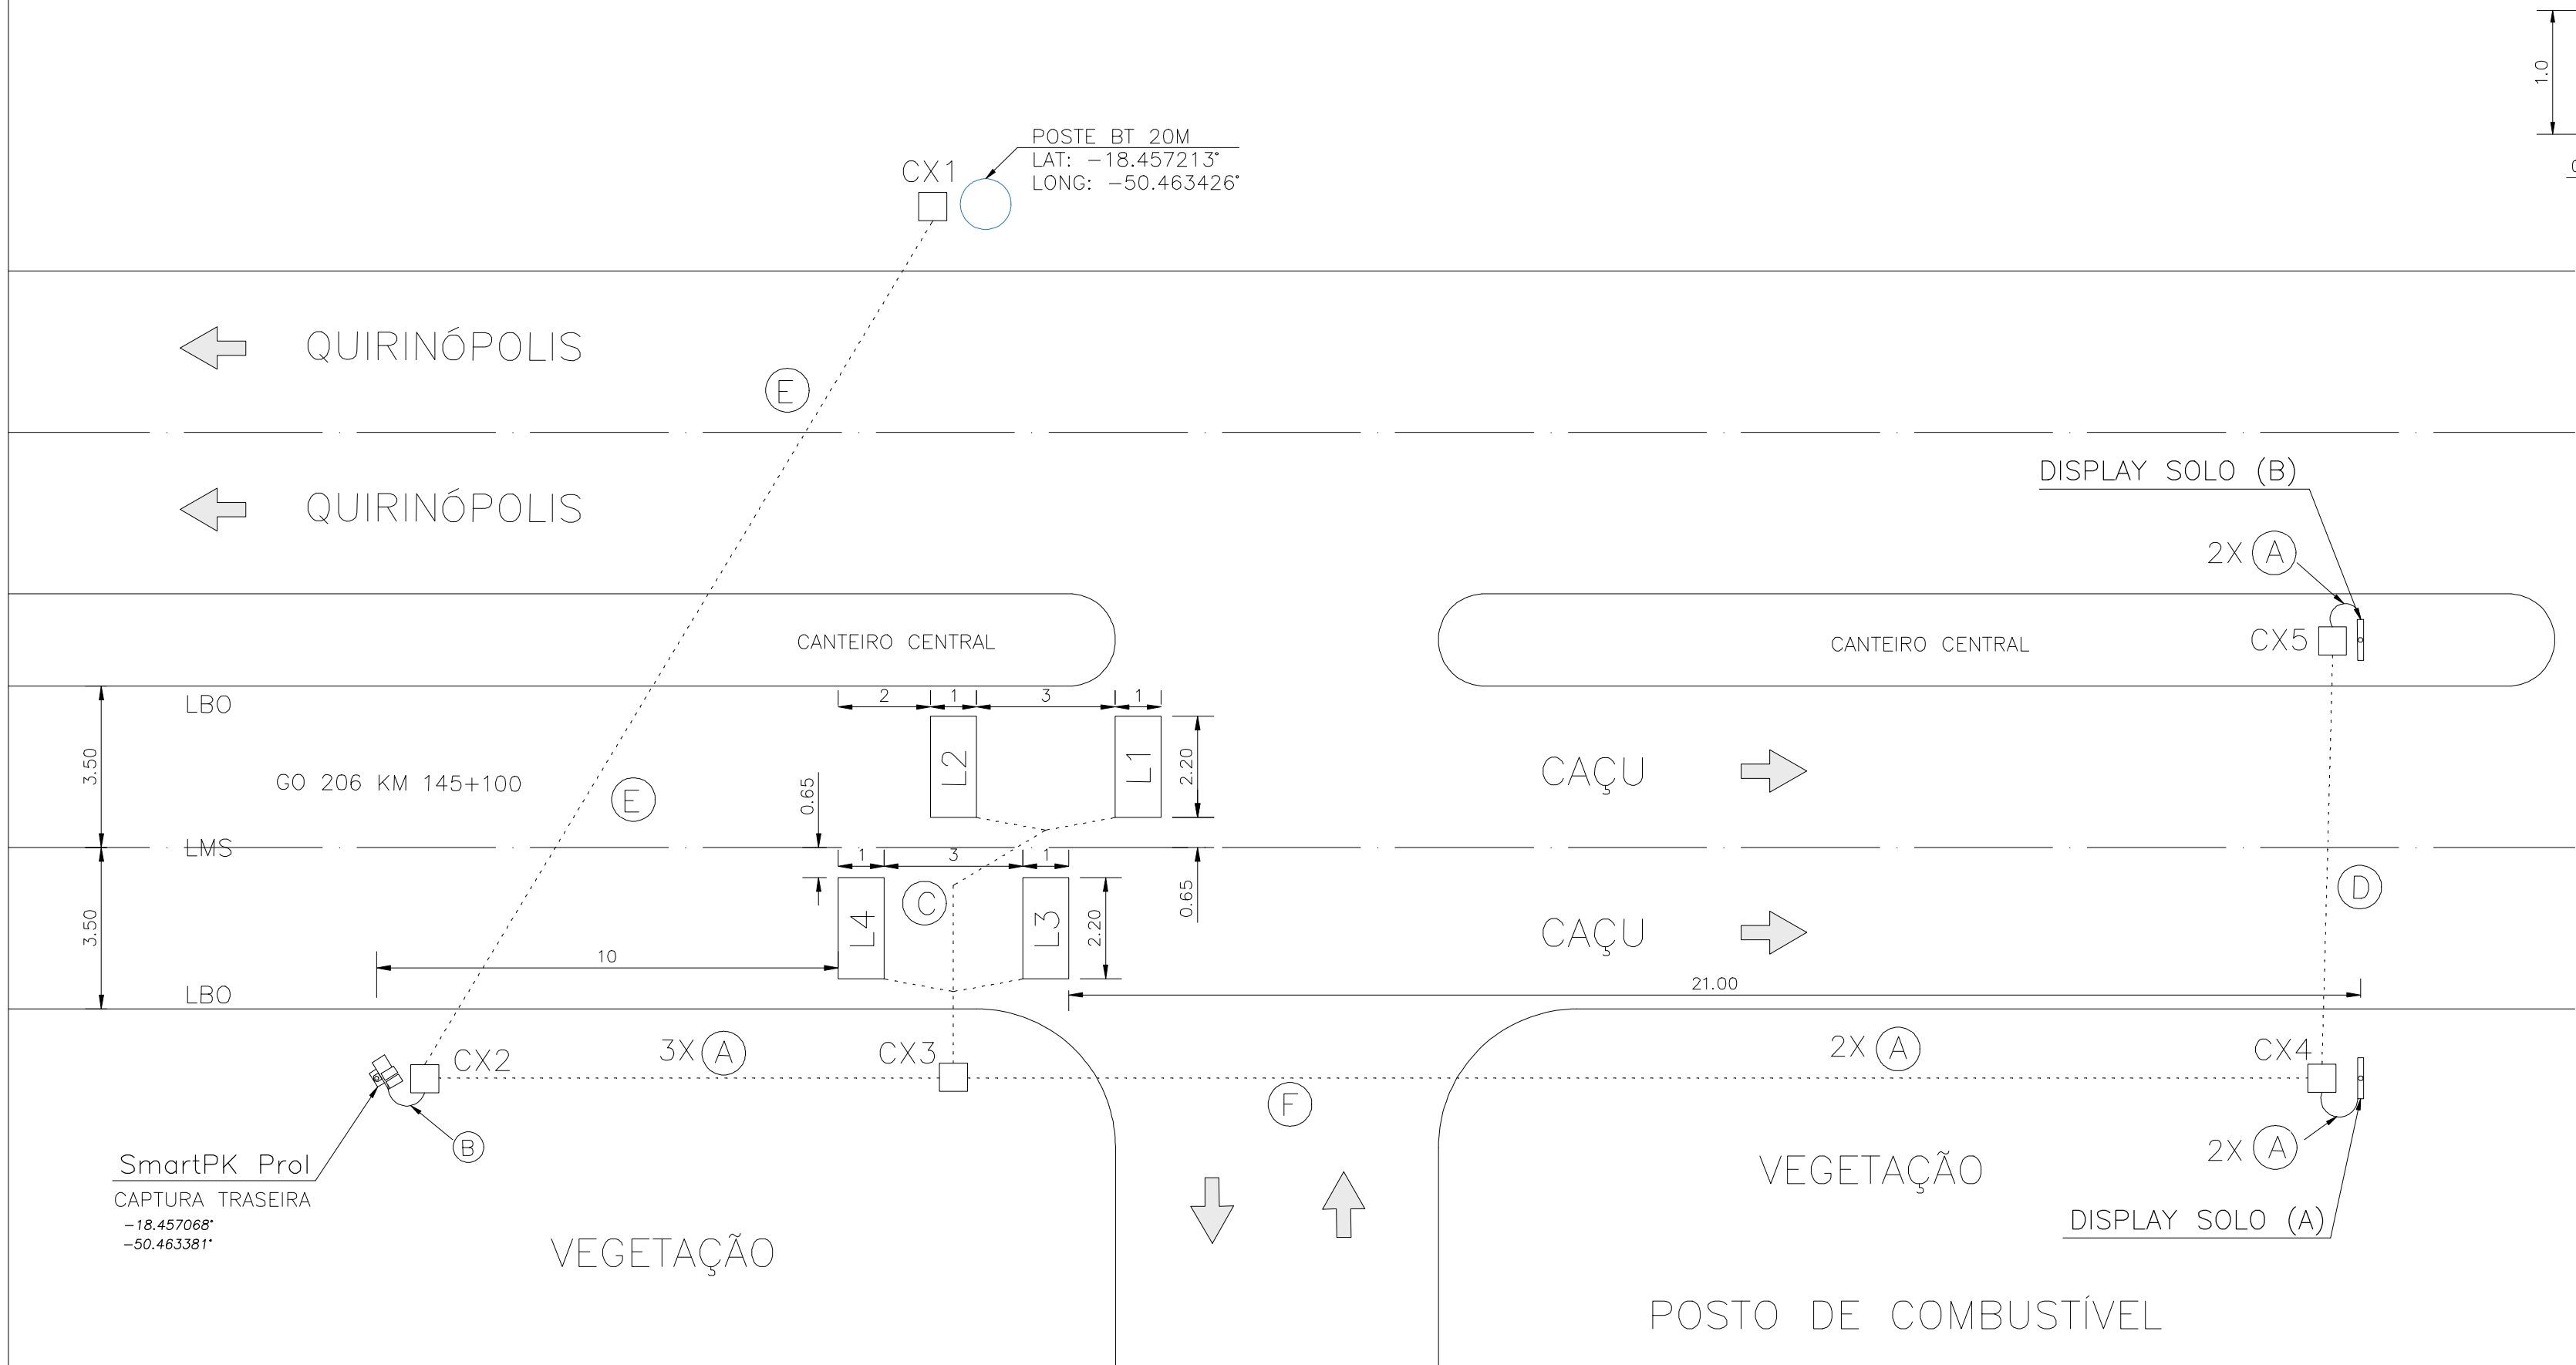 1.0
POSTE BT 20M
LAT: -18.457213°
LONG: -50.463426°
CX1
QUIRINÓPOLIS
E
QUIRINÓPOLIS
DISPLAY SOLO (B)
2X A
CANTEIRO CENTRAL
CANTEIRO CENTRAL
CX5
LBO
2 1 3 1
3.50
GO 206 KM 145+100
E
0.65
L2
L1
2.20
CAÇU
LMS
1 3 1
3.50
C
L4
L3
2.20
0.65
CAÇU
D
10
21.00
LBO
CX2
3X A
CX3
2X A
CX4
F
B
SmartPK ProI
CAPTURA TRASEIRA
-18.457068°
-50.463381°
2X A
VEGETAÇÃO
VEGETAÇÃO
DISPLAY SOLO (A)
POSTO DE COMBUSTÍVEL